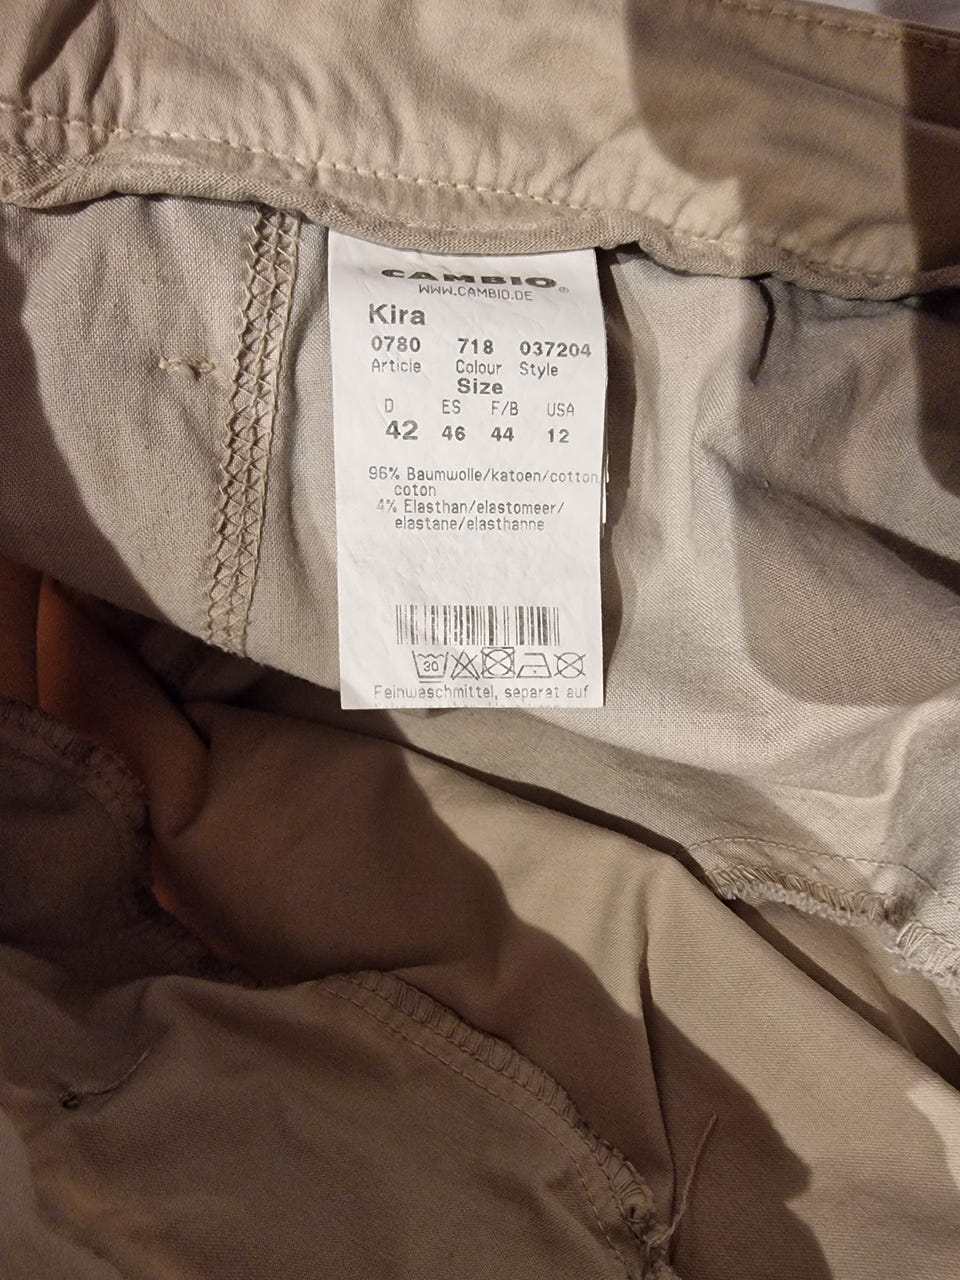 CAMBIO®
WWW.CAMBIO.DE
Kira
0780 718 037204
Article Colour Style
Size
D ES F/B USA
42 46 44 12
96% Baumwolle/katoen/cotton/
coton
4% Elasthan/elastomeer/
elastane/elasthanne
30
Feinwaschmittel, separat auf